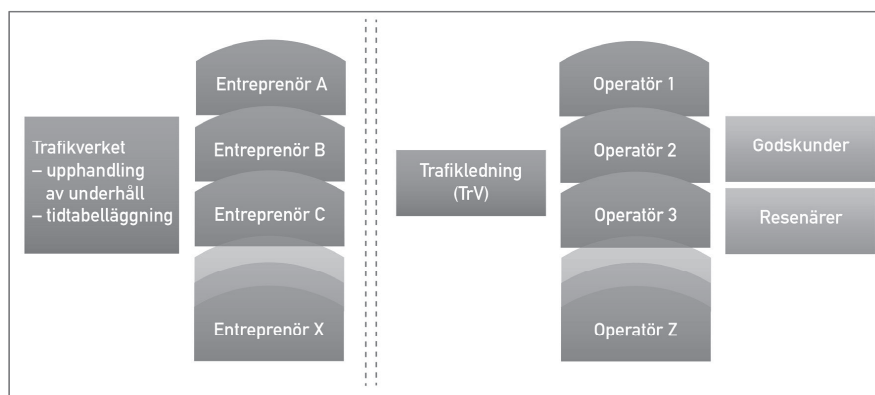 Trafikverket
– upphandling
av underhåll
– tidtabelläggning
Entreprenör A
Entreprenör B
Entreprenör C
Entreprenör X
Trafikledning
(TrV)
Operatör 1
Operatör 2
Operatör 3
Operatör Z
Godskunder
Resenärer